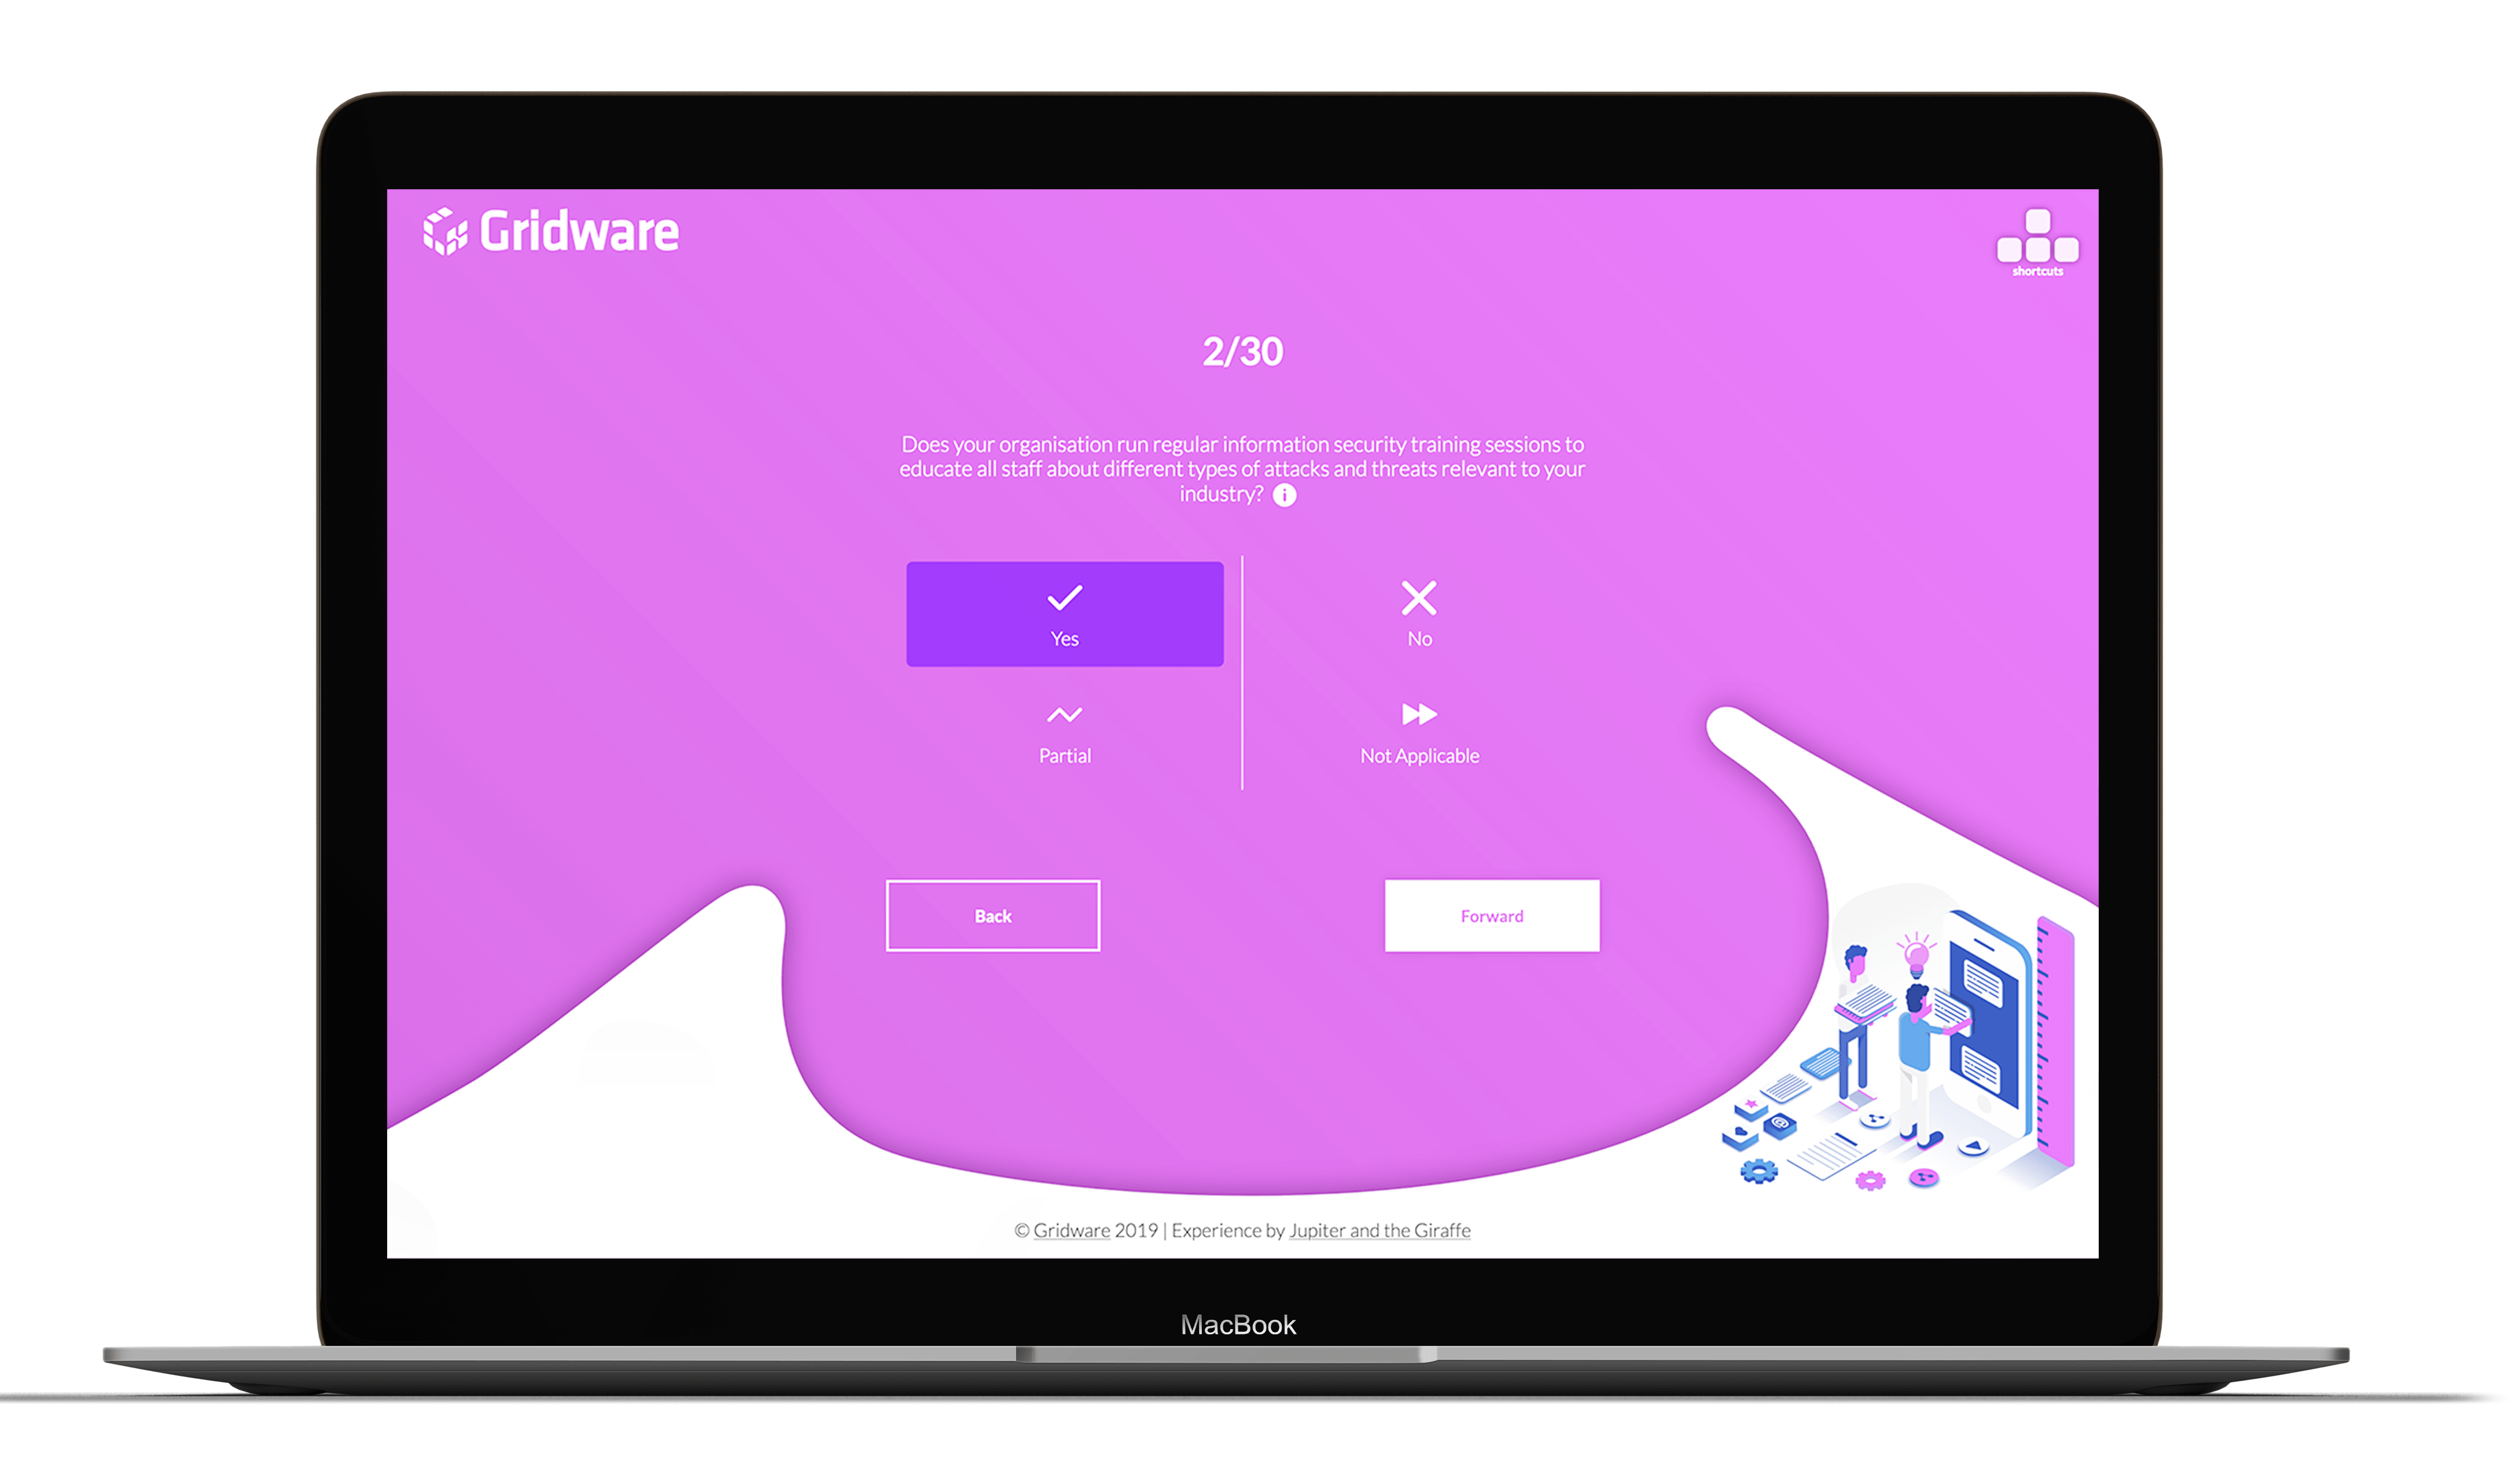 Gridware
shortcuts
2/30
Does your organisation run regular information security training sessions to
educate all staff about different types of attacks and threats relevant to your
industry? i
Yes
No
Partial
Not Applicable
Back
Forward
© Gridware 2019 | Experience by Jupiter and the Giraffe
MacBook